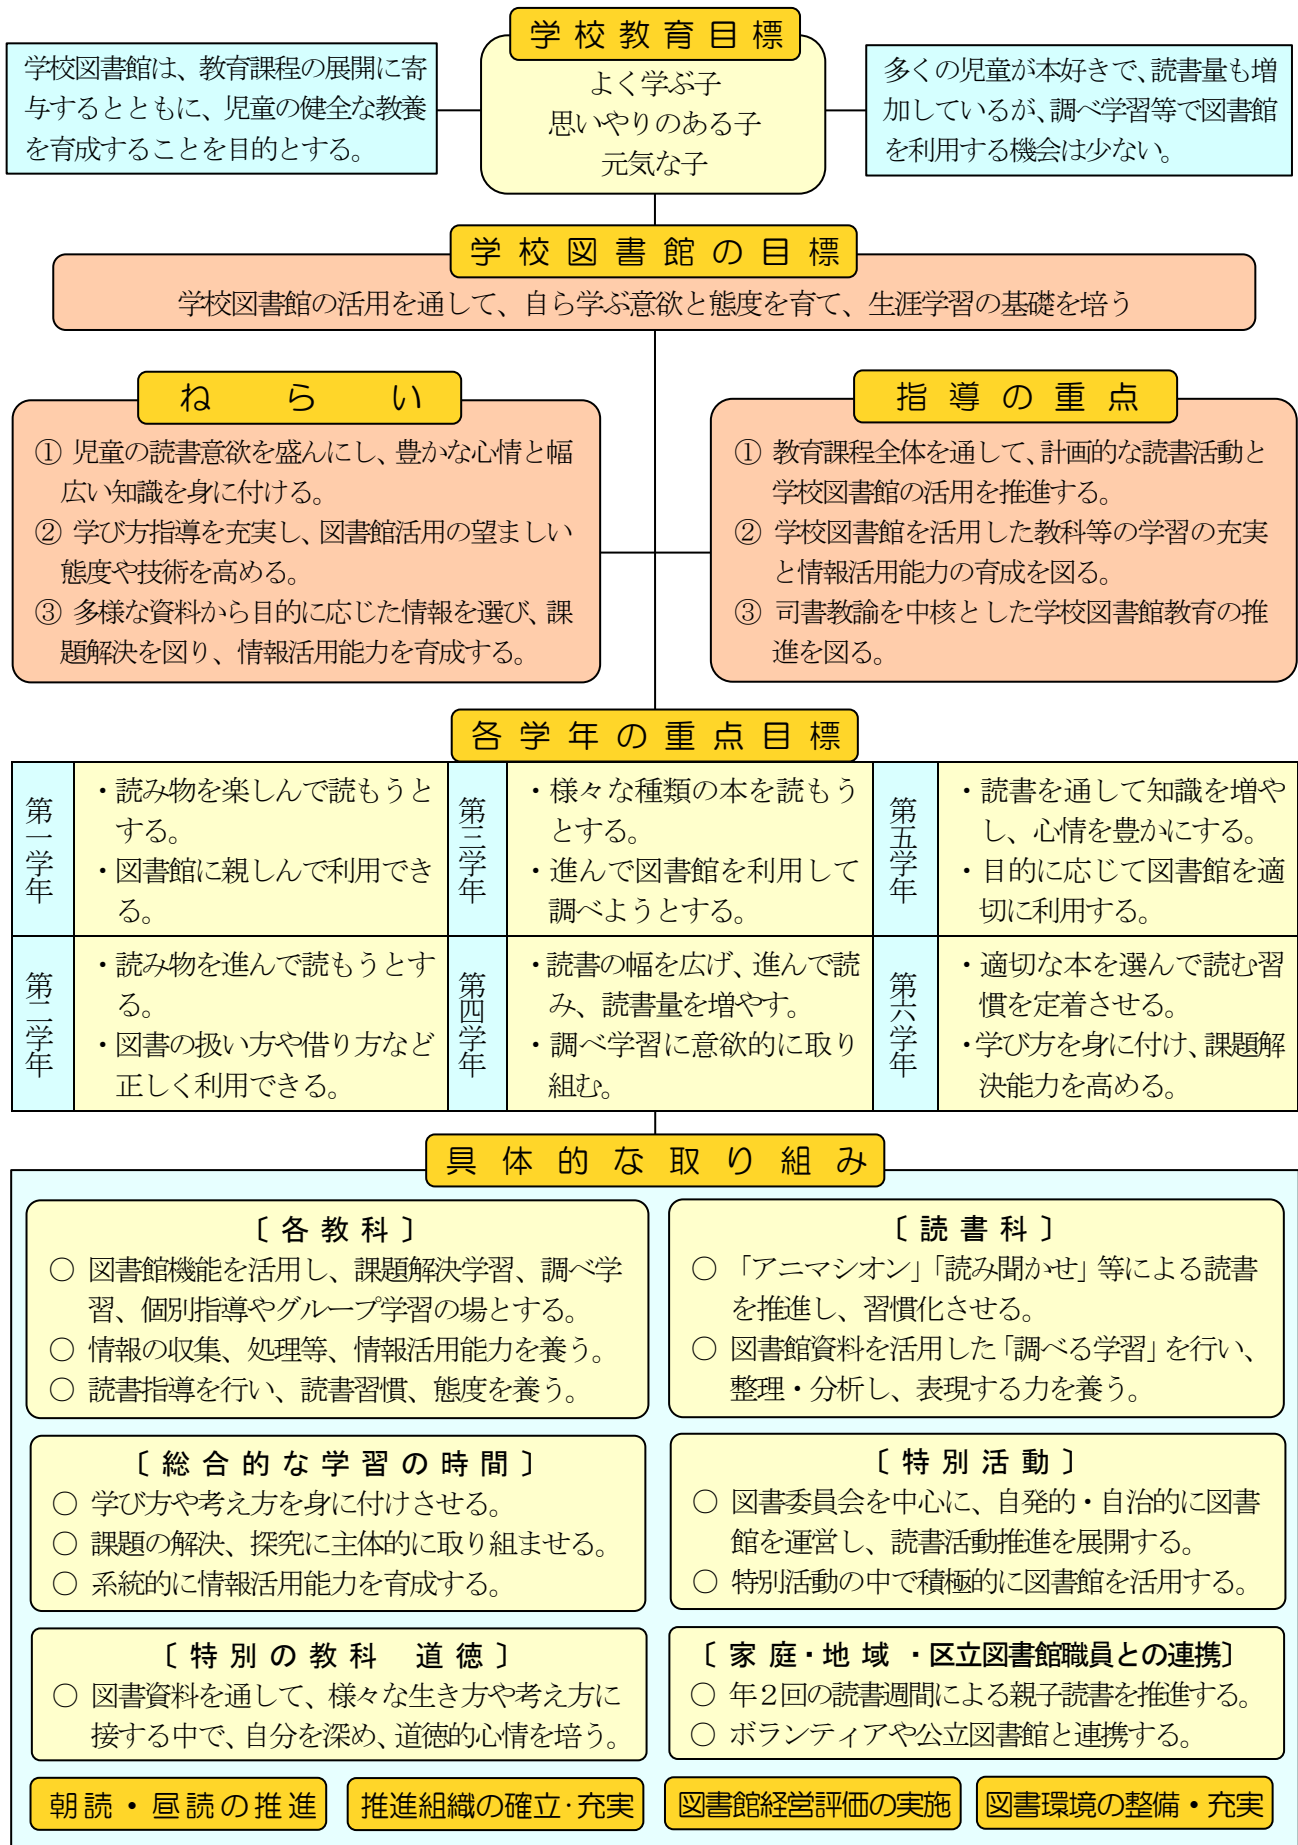 学校教育目標
よく学ぶ子
思いやりのある子
元気な子
学校図書館は、教育課程の展開に寄
与するとともに、児童の健全な教養
を育成することを目的とする。
多くの児童が本好きで、読書量も増
加しているが、調べ学習等で図書館
を利用する機会は少ない。
学校図書館の目標
学校図書館の活用を通して、自ら学ぶ意欲と態度を育て、生涯学習の基礎を培う
ねらい
① 児童の読書意欲を盛んにし、豊かな心情と幅
広い知識を身に付ける。
② 学び方指導を充実し、図書館活用の望ましい
態度や技術を高める。
③ 多様な資料から目的に応じた情報を選び、課
題解決を図り、情報活用能力を育成する。
指導の重点
① 教育課程全体を通して、計画的な読書活動と
学校図書館の活用を推進する。
② 学校図書館を活用した教科等の学習の充実
と情報活用能力の育成を図る。
③ 司書教諭を中核とした学校図書館教育の推
進を図る。
各学年の重点目標
第一学年
・読み物を楽しんで読もうと
する。
・図書館に親しんで利用でき
る。
第三学年
・様々な種類の本を読もう
とする。
・進んで図書館を利用して
調べようとする。
第五学年
・読書を通して知識を増や
し、心情を豊かにする。
・目的に応じて図書館を適
切に利用する。
第二学年
・読み物を進んで読もうとす
る。
・図書の扱い方や借り方など
正しく利用できる。
第四学年
・読書の幅を広げ、進んで読
み、読書量を増やす。
・調べ学習に意欲的に取り
組む。
第六学年
・適切な本を選んで読む習
慣を定着させる。
・学び方を身に付け、課題解
決能力を高める。
具体的な取り組み
〔各教科〕
○ 図書館機能を活用し、課題解決学習、調べ学
習、個別指導やグループ学習の場とする。
○ 情報の収集、処理等、情報活用能力を養う。
○ 読書指導を行い、読書習慣、態度を養う。
〔読書科〕
○ 「アニマシオン」「読み聞かせ」等による読書
を推進し、習慣化させる。
○ 図書館資料を活用した「調べる学習」を行い、
整理・分析し、表現する力を養う。
〔総合的な学習の時間〕
○ 学び方や考え方を身に付けさせる。
○ 課題の解決、探究に主体的に取り組ませる。
○ 系統的に情報活用能力を育成する。
〔特別活動〕
○ 図書委員会を中心に、自発的・自治的に図書
館を運営し、読書活動推進を展開する。
○ 特別活動の中で積極的に図書館を活用する。
〔特別の教科 道徳〕
○ 図書資料を通して、様々な生き方や考え方に
接する中で、自分を深め、道徳的心情を培う。
〔家庭・地域・区立図書館職員との連携〕
○ 年２回の読書週間による親子読書を推進する。
○ ボランティアや公立図書館と連携する。
朝読・昼読の推進
推進組織の確立・充実
図書館経営評価の実施
図書環境の整備・充実